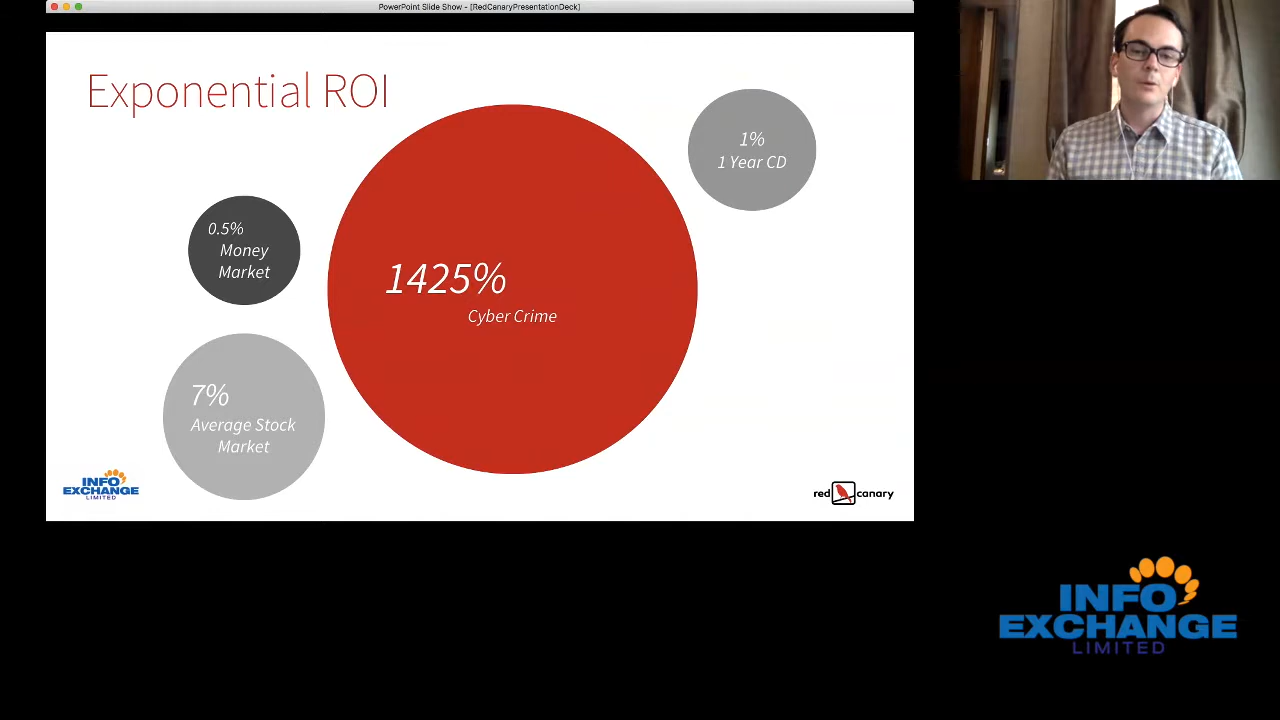 PowerPoint Slide Show - [RedCanaryPresentationDeck]
Exponential ROI
1%
1 Year CD
0.5%
Money
Market
1425%
Cyber Crime
7%
Average Stock
Market
INFO
EXCHANGE
LIMITED
red canary
INFO
EXCHANGE
LIMITED